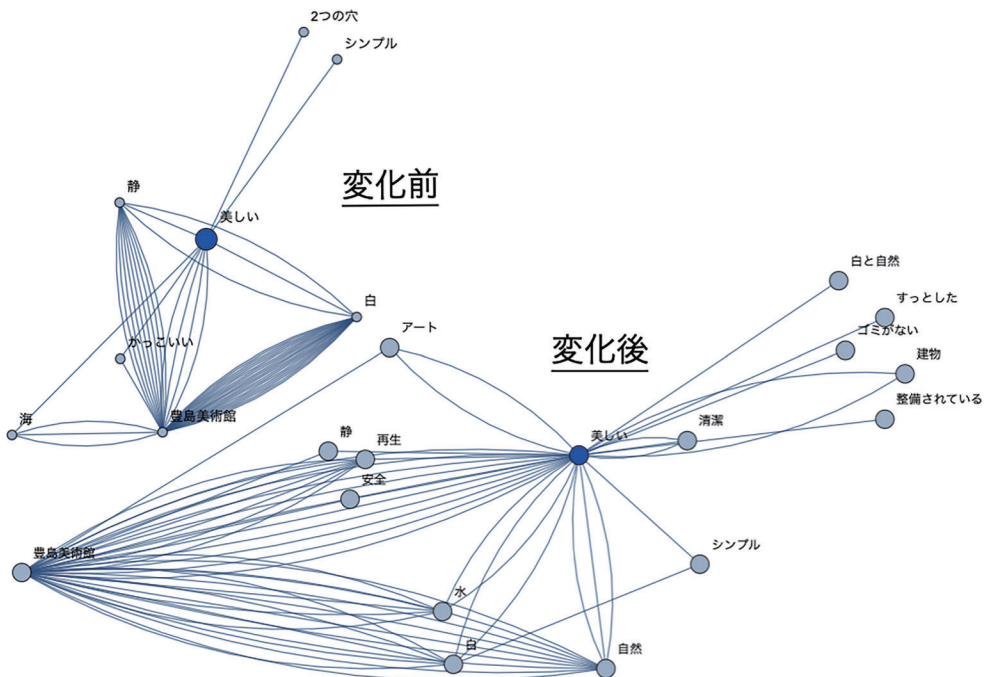 2つの穴
シンプル
変化前
静
美しい
白
かっこいい
海
豊島美術館
白と自然
すっとした
ゴミがない
アート
変化後
建物
整備されている
静
再生
美しい
清潔
安全
豊島美術館
シンプル
水
白
自然